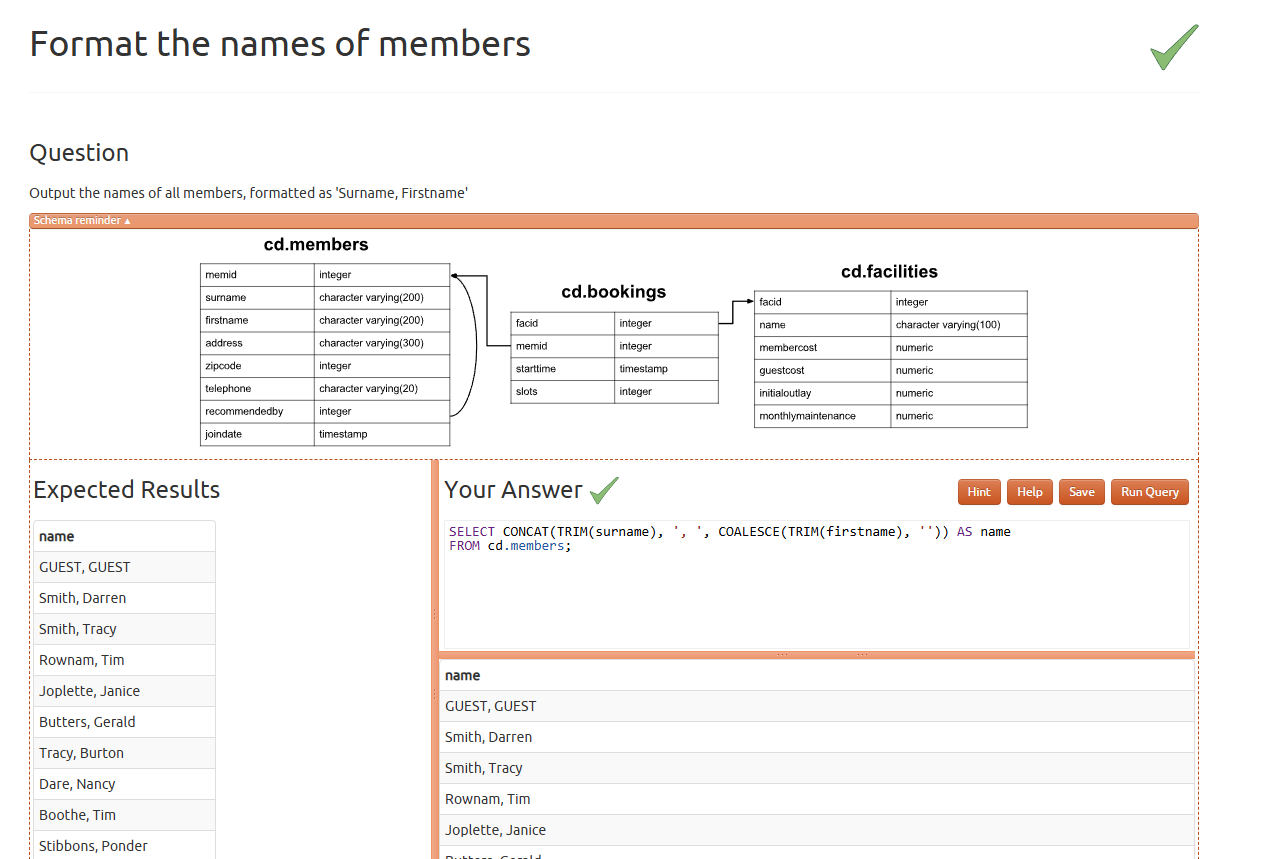 Format the names of members
Question
Output the names of all members, formatted as 'Surname, Firstname'
Schema reminder ▴
cd.members
memid integer
surname character varying(200)
firstname character varying(200)
address character varying(300)
zipcode integer
telephone character varying(20)
recommendedby integer
joindate timestamp
cd.bookings
facid integer
memid integer
starttime timestamp
slots integer
cd.facilities
facid integer
name character varying(100)
membercost numeric
guestcost numeric
initialoutlay numeric
monthlymaintenance numeric
Expected Results
name
GUEST, GUEST
Smith, Darren
Smith, Tracy
Rownam, Tim
Joplette, Janice
Butters, Gerald
Tracy, Burton
Dare, Nancy
Boothe, Tim
Stibbons, Ponder
Your Answer
Hint Help Save Run Query
SELECT CONCAT(TRIM(surname), ', ', COALESCE(TRIM(firstname), '')) AS name
FROM cd.members;
name
GUEST, GUEST
Smith, Darren
Smith, Tracy
Rownam, Tim
Joplette, Janice
Butters, Gerald